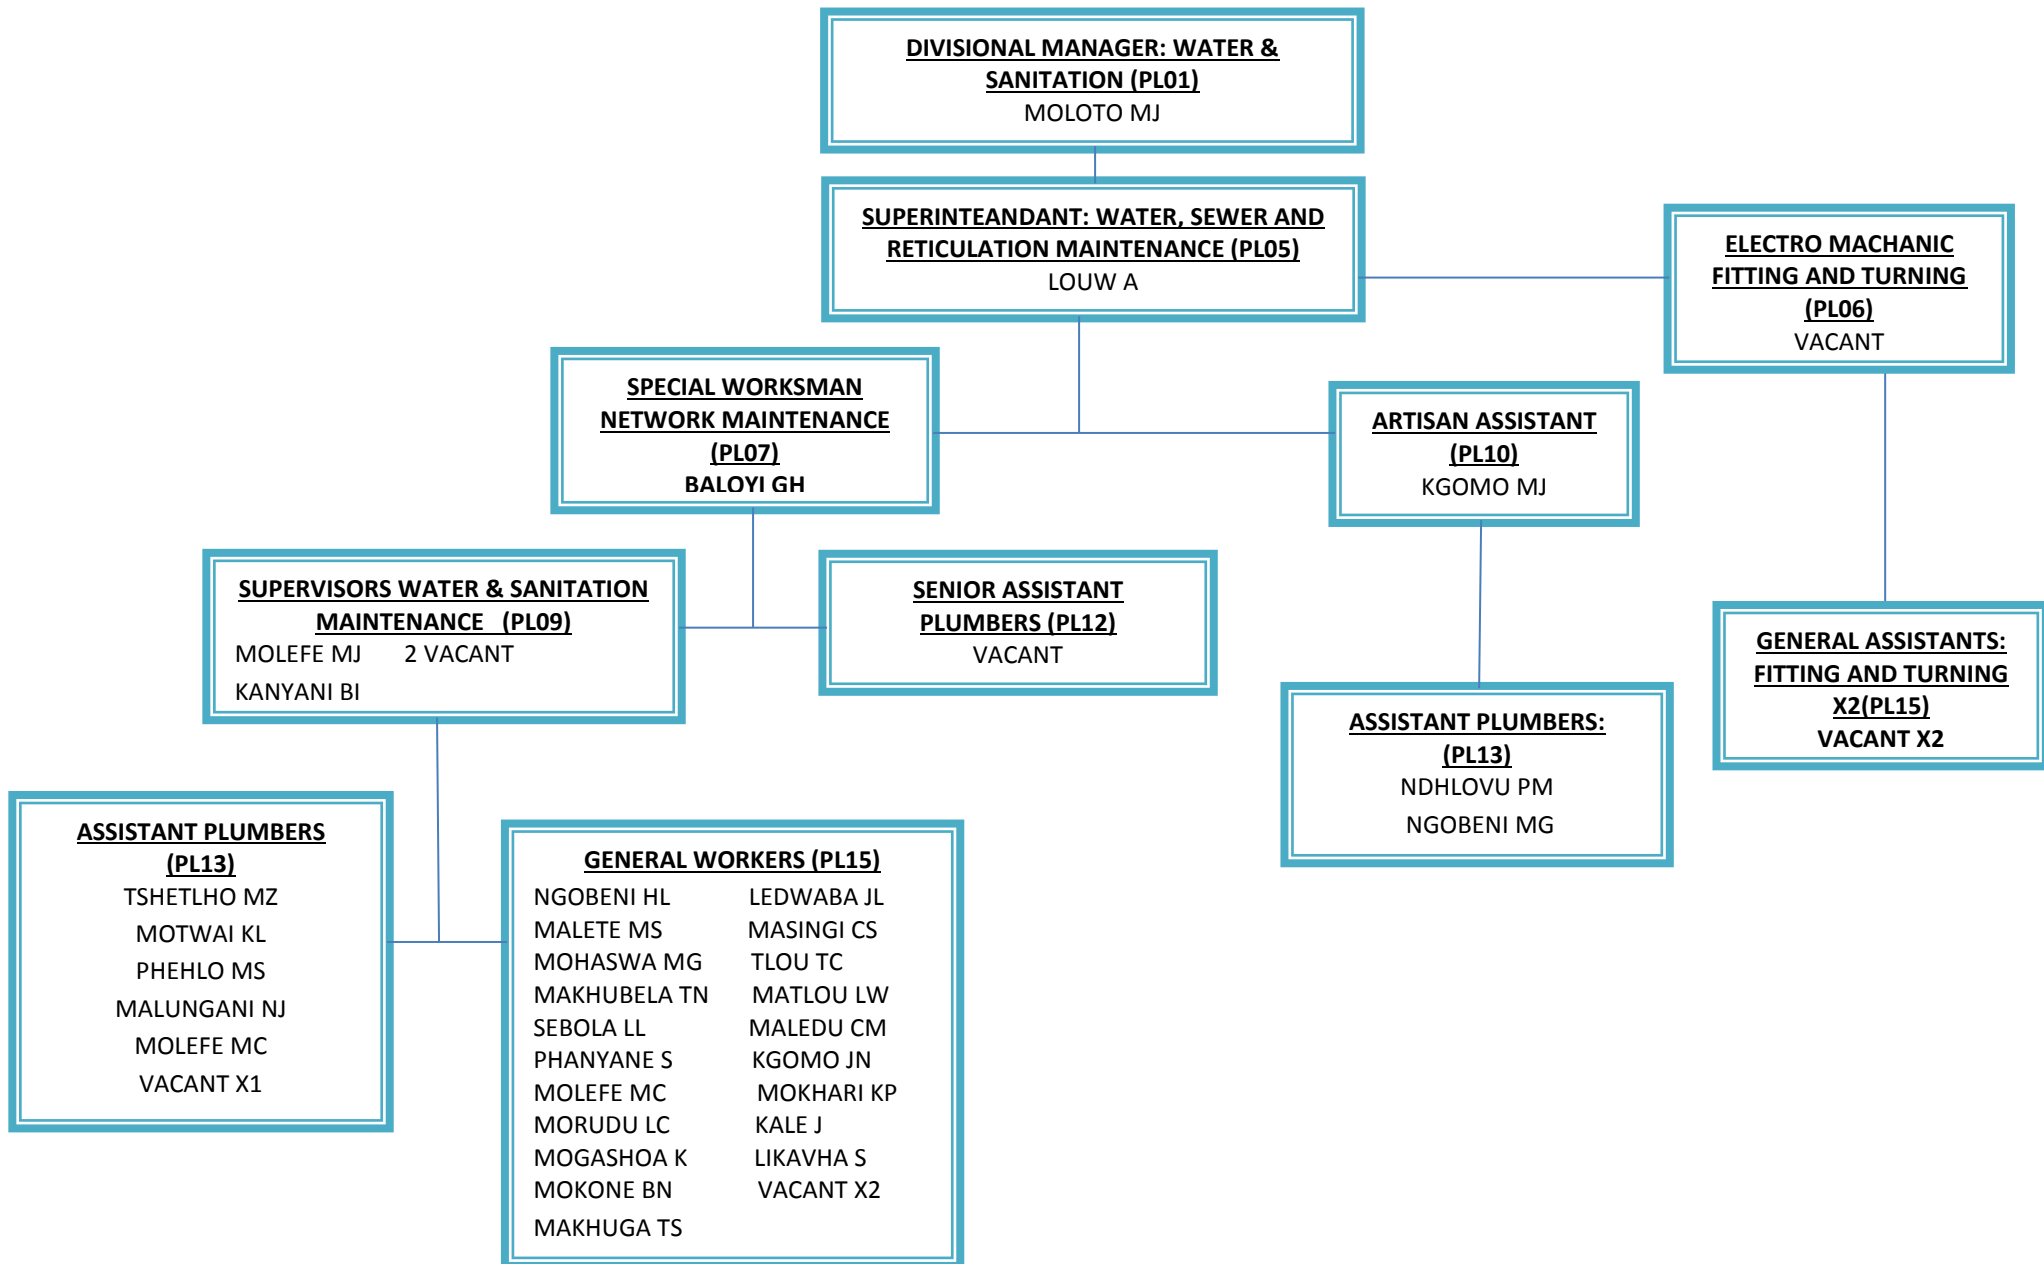 DIVISIONAL MANAGER: WATER &
SANITATION (PL01)
MOLOTO MJ
SUPERINTEANDANT: WATER, SEWER AND
RETICULATION MAINTENANCE (PL05)
LOUW A
ELECTRO MACHANIC
FITTING AND TURNING
(PL06)
VACANT
SPECIAL WORKSMAN
NETWORK MAINTENANCE
(PL07)
BALOYI GH
ARTISAN ASSISTANT
(PL10)
KGOMO MJ
SUPERVISORS WATER & SANITATION
MAINTENANCE (PL09)
MOLEFE MJ 2 VACANT
KANYANI BI
SENIOR ASSISTANT
PLUMBERS (PL12)
VACANT
GENERAL ASSISTANTS:
FITTING AND TURNING
X2(PL15)
VACANT X2
ASSISTANT PLUMBERS:
(PL13)
NDHLOVU PM
NGOBENI MG
ASSISTANT PLUMBERS
(PL13)
TSHETLHO MZ
MOTWAI KL
PHEHLO MS
MALUNGANI NJ
MOLEFE MC
VACANT X1
GENERAL WORKERS (PL15)
NGOBENI HL LEDWABA JL
MALETE MS MASINGI CS
MOHASWA MG TLOU TC
MAKHUBELA TN MATLOU LW
SEBOLA LL MALEDU CM
PHANYANE S KGOMO JN
MOLEFE MC MOKHARI KP
MORUDU LC KALE J
MOGASHOA K LIKAVHA S
MOKONE BN VACANT X2
MAKHUGA TS